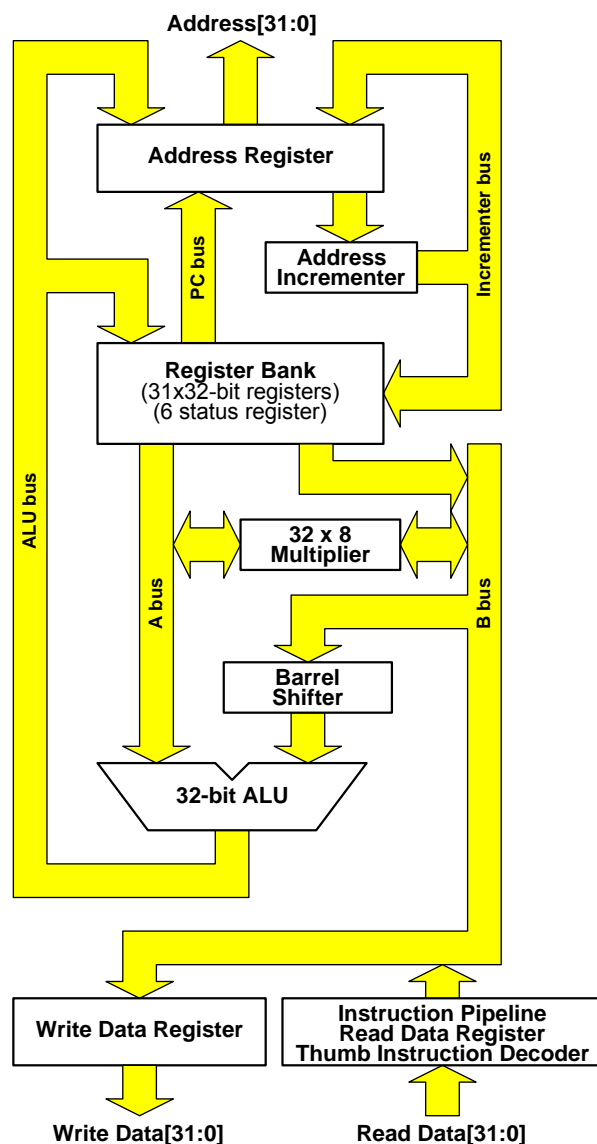 Address[31:0]
Address Register
Incrementer bus
PC bus
Address
Incrementer
Register Bank
(31x32-bit registers)
(6 status register)
ALU bus
32 x 8
Multiplier
A bus
B bus
Barrel
Shifter
32-bit ALU
Write Data Register
Instruction Pipeline
Read Data Register
Thumb Instruction Decoder
Write Data[31:0]
Read Data[31:0]